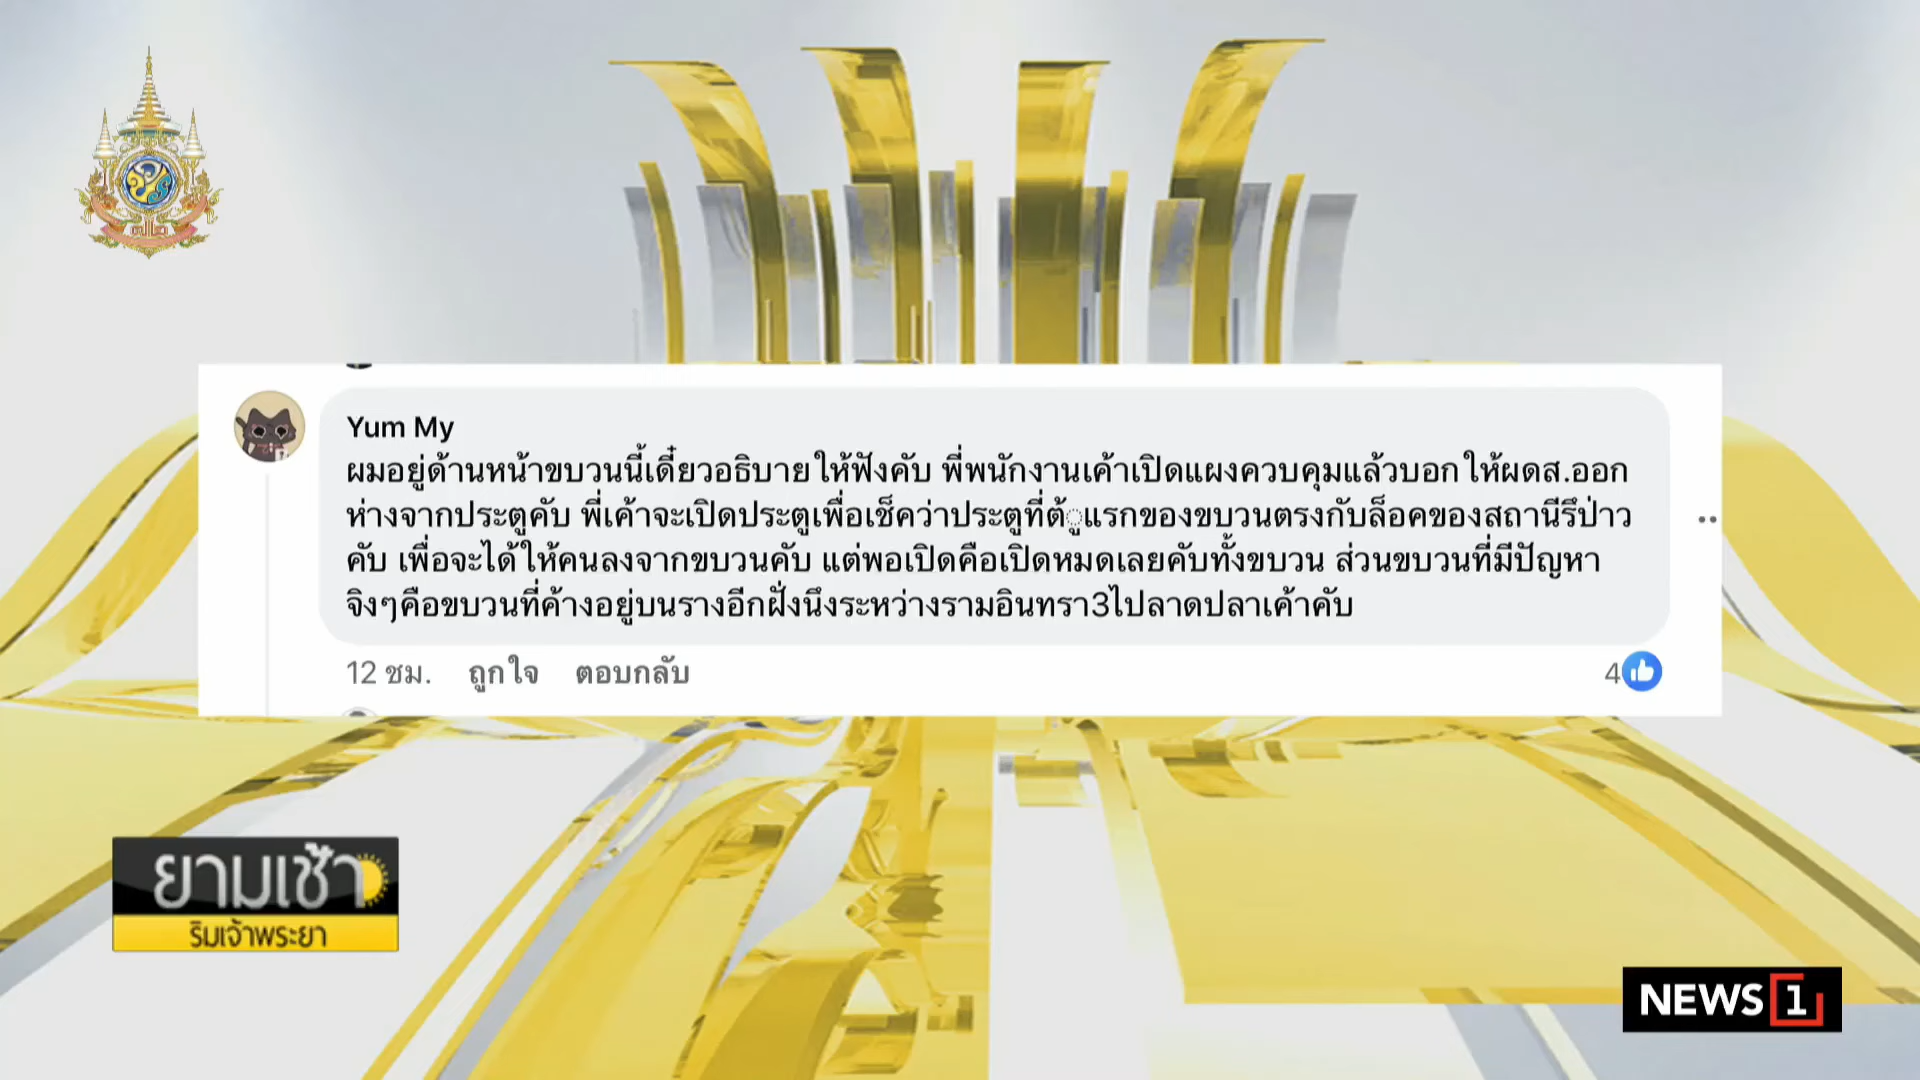 ๗๒
Yum My
ผมอยู่ด้านหน้าขบวนนี้เดี๋ยวอธิบายให้ฟังคับ พี่พนักงานเค้าเปิดแผงควบคุมแล้วบอกให้ผดส.ออก
ห่างจากประตูคับ พี่เค้าจะเปิดประตูเพื่อเช็คว่าประตูที่ตู้แรกของขบวนตรงกับล็อคของสถานีรึป่าว
คับ เพื่อจะได้ให้คนลงจากขบวนคับ แต่พอเปิดคือเปิดหมดเลยคับทั้งขบวน ส่วนขบวนที่มีปัญหา
จิงๆคือขบวนที่ค้างอยู่บนรางอีกฝั่งนึงระหว่างรามอินทรา3ไปลาดปลาเค้าคับ
12 ชม. ถูกใจ ตอบกลับ 4
ยามเช้า
ริมเจ้าพระยา
NEWS 1